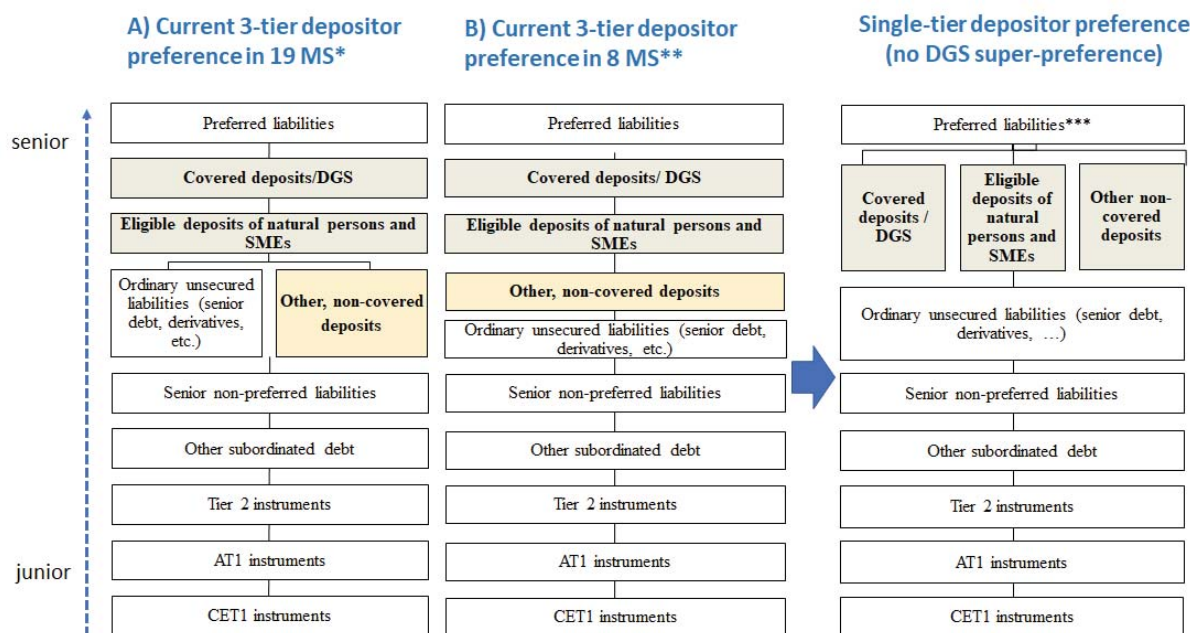 A) Current 3-tier depositor
preference in 19 MS*
B) Current 3-tier depositor
preference in 8 MS**
Single-tier depositor preference
(no DGS super-preference)
senior
junior
Preferred liabilities
Covered deposits/DGS
Eligible deposits of natural persons and
SMEs
Ordinary unsecured
liabilities (senior
debt, derivatives,
etc.)
Other, non-covered
deposits
Senior non-preferred liabilities
Other subordinated debt
Tier 2 instruments
AT1 instruments
CET1 instruments
Preferred liabilities
Covered deposits/ DGS
Eligible deposits of natural persons and
SMEs
Other, non-covered deposits
Ordinary unsecured liabilities (senior debt,
derivatives, etc.)
Senior non-preferred liabilities
Other subordinated debt
Tier 2 instruments
AT1 instruments
CET1 instruments
Preferred liabilities***
Covered
deposits /
DGS
Eligible
deposits of
natural
persons and
SMEs
Other non-
covered
deposits
Ordinary unsecured liabilities (senior debt,
derivatives, …)
Senior non-preferred liabilities
Other subordinated debt
Tier 2 instruments
AT1 instruments
CET1 instruments